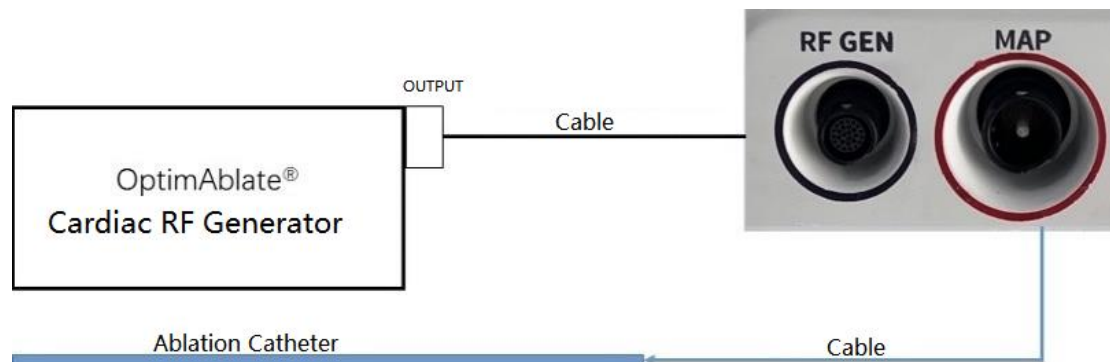 RF GEN
MAP
OUTPUT
Cable
OptimAblate®
Cardiac RF Generator
Ablation Catheter
Cable